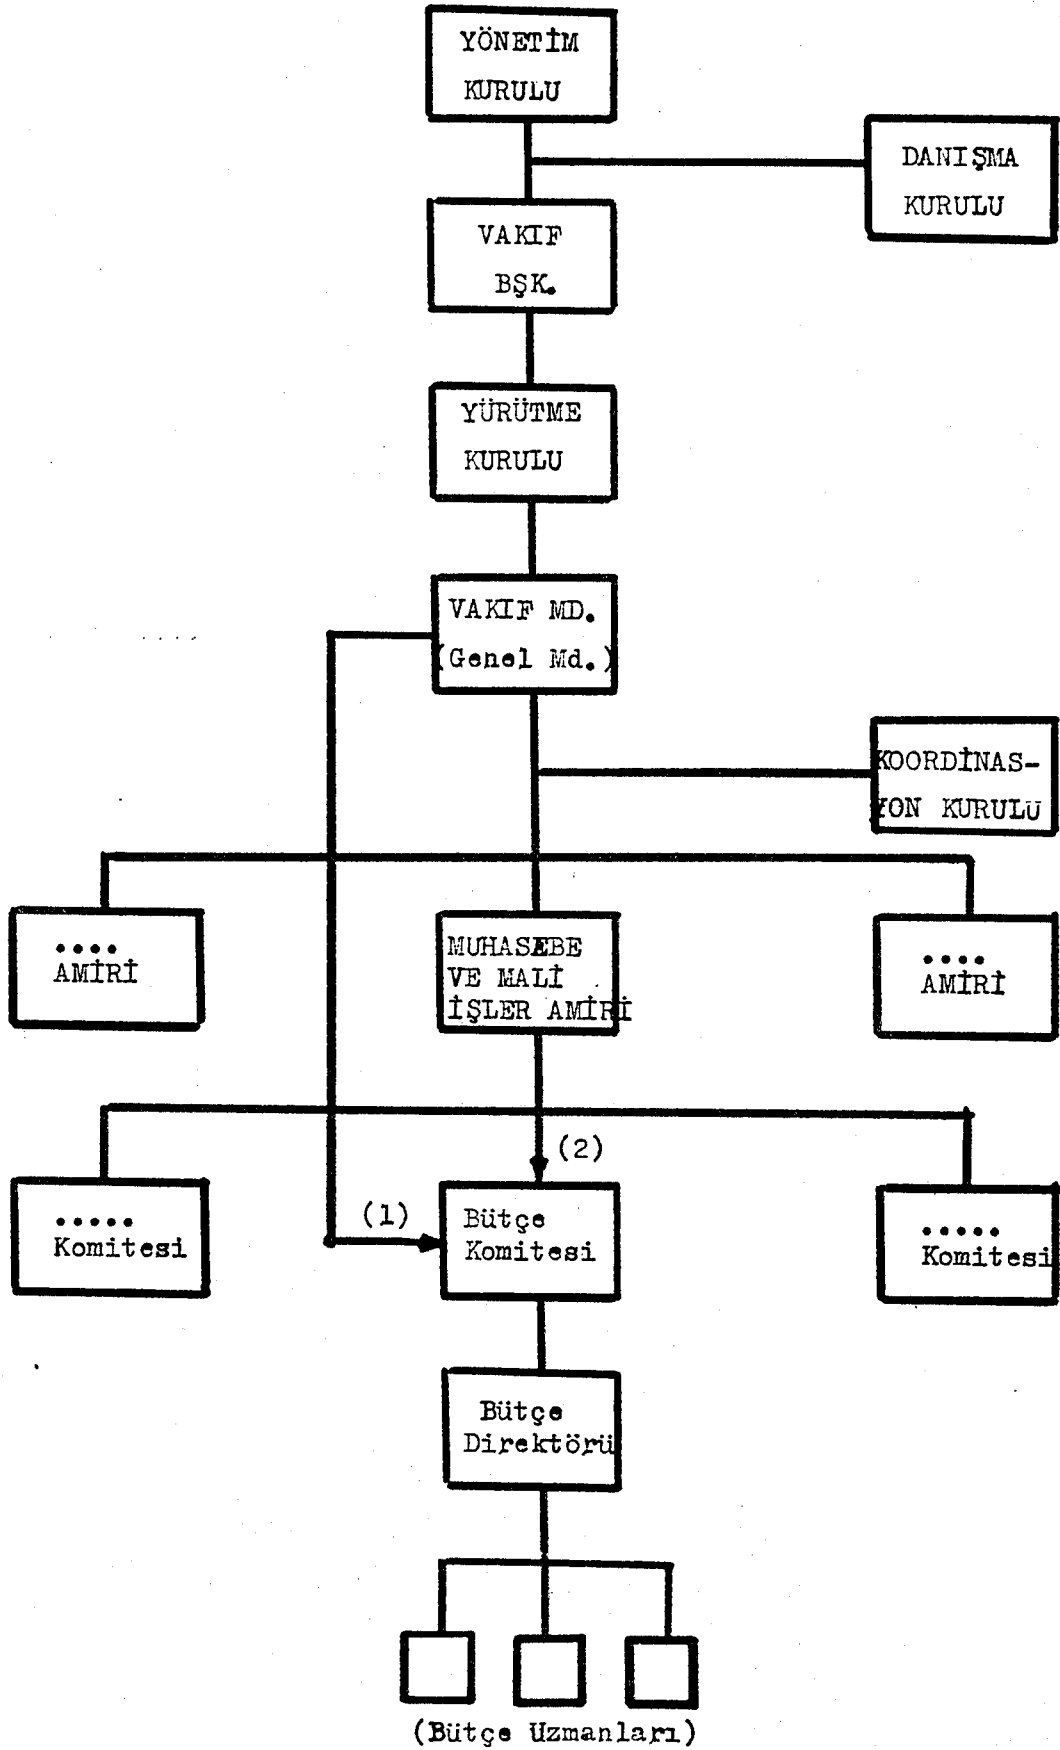 YÖNETİM
KURULU
DANIŞMA
KURULU
VAKIF
BŞK.
YÜRÜTME
KURULU
VAKIF MD.
(Genel Md.)
KOORDİNAS-
YON KURULU
....
AMİRİ
MUHASEBE
VE MALİ
İŞLER AMİRİ
....
AMİRİ
(2)
(1)
.....
Komitesi
Bütçe
Komitesi
.....
Komitesi
Bütçe
Direktörü
(Bütçe Uzmanları)